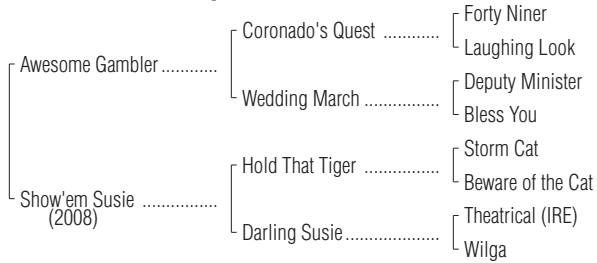 Forty Niner
Coronado's Quest ............
Laughing Look
Awesome Gambler ............
Deputy Minister
Wedding March ................
Bless You
Storm Cat
Hold That Tiger ................
Beware of the Cat
Show'em Susie ................
(2008)
Theatrical (IRE)
Darling Susie....................
Wilga